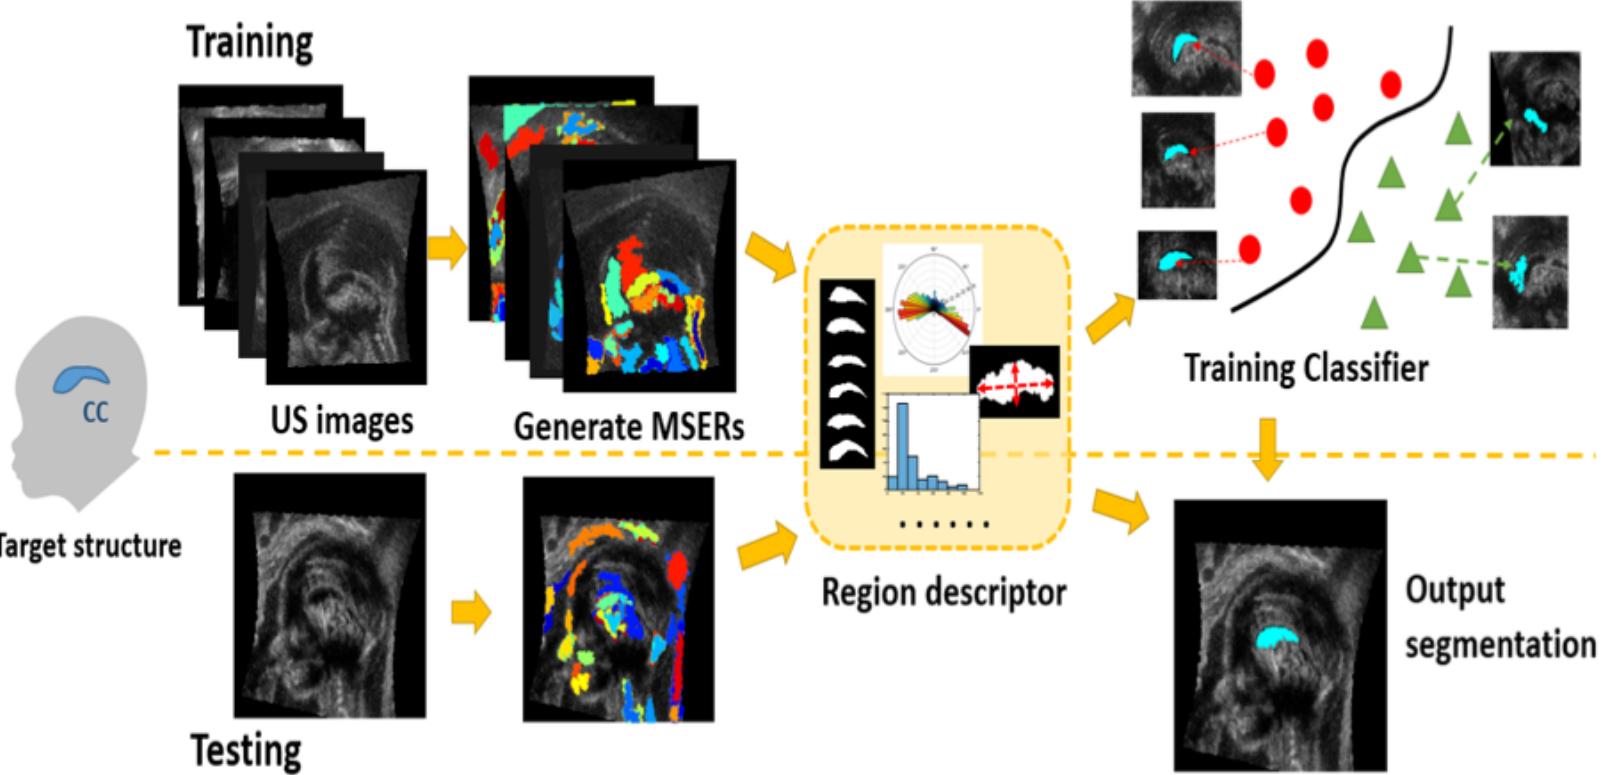 Training
US images
Generate MSERs
Training Classifier
CC
Target structure
Region descriptor
......
Output
segmentation
Testing